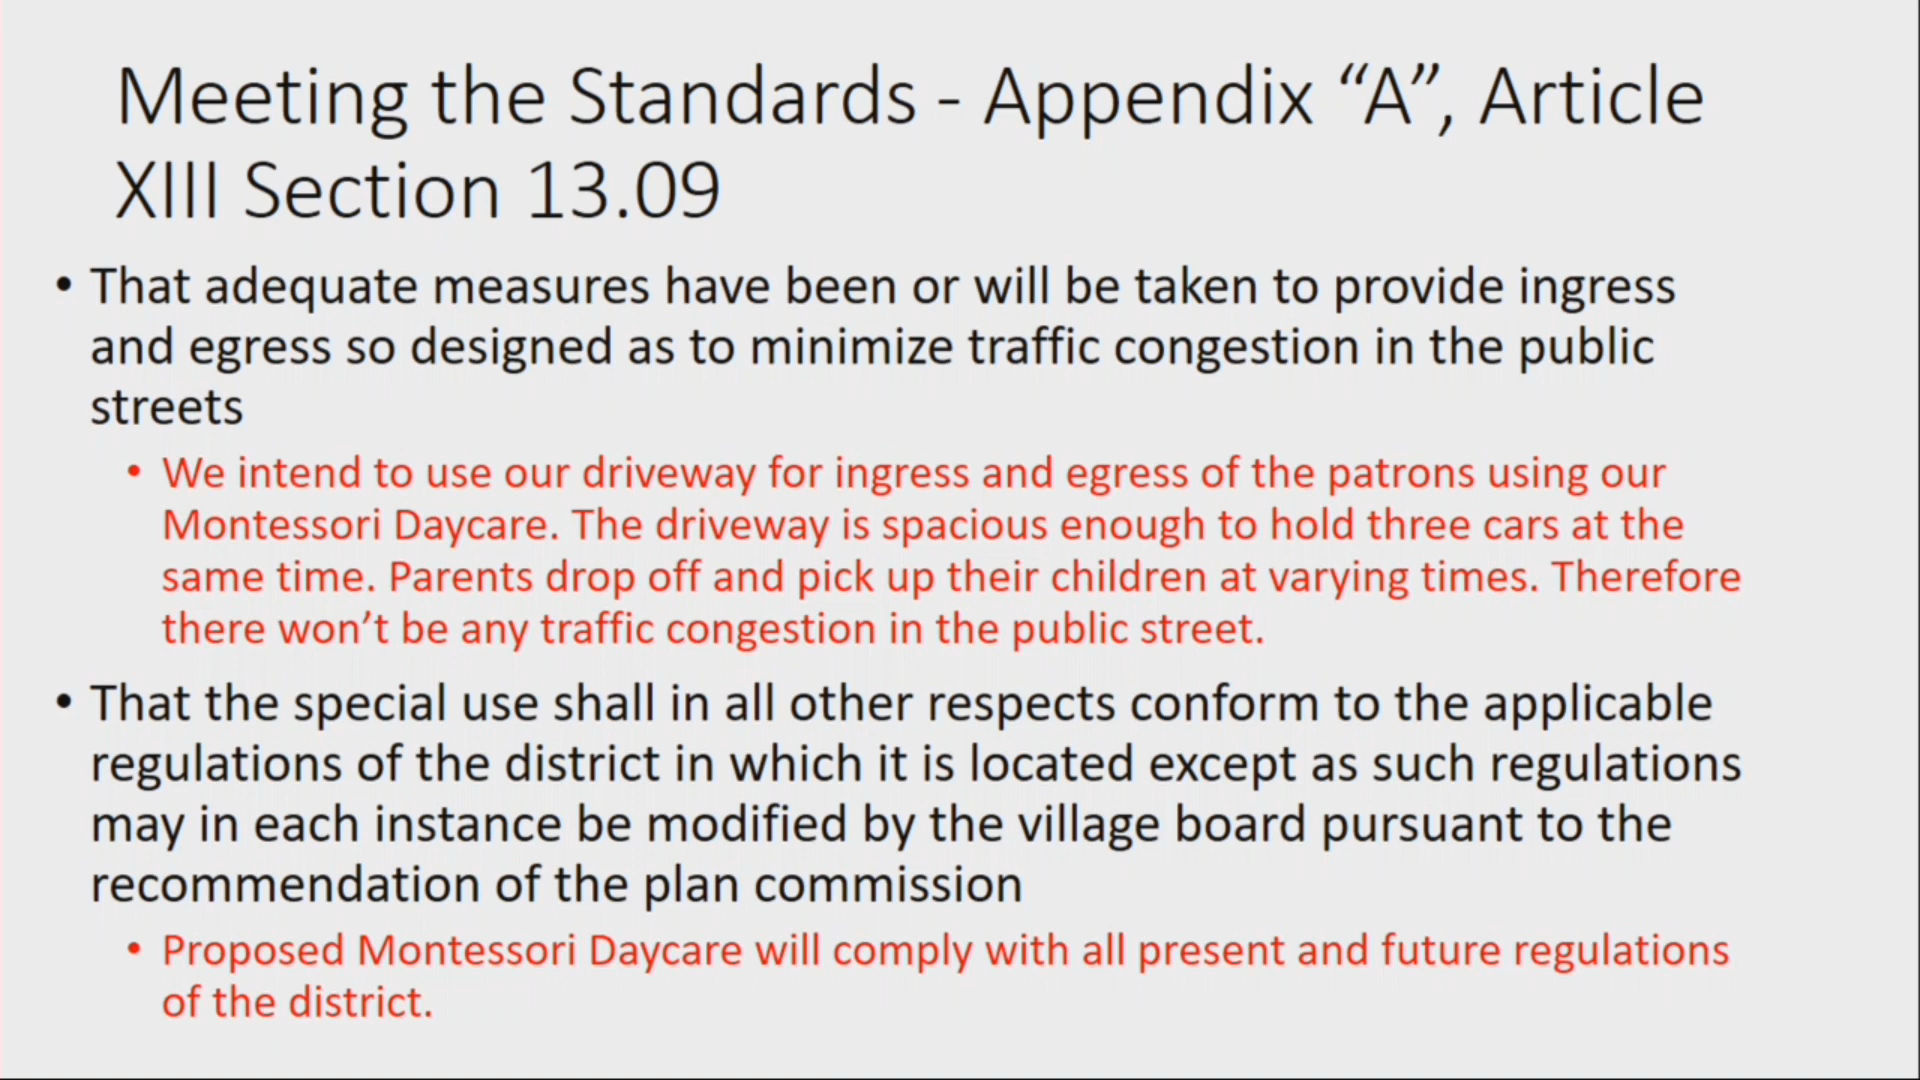 Meeting the Standards - Appendix “A”, Article
XIII Section 13.09
• That adequate measures have been or will be taken to provide ingress
and egress so designed as to minimize traffic congestion in the public
streets
• We intend to use our driveway for ingress and egress of the patrons using our
Montessori Daycare. The driveway is spacious enough to hold three cars at the
same time. Parents drop off and pick up their children at varying times. Therefore
there won’t be any traffic congestion in the public street.
• That the special use shall in all other respects conform to the applicable
regulations of the district in which it is located except as such regulations
may in each instance be modified by the village board pursuant to the
recommendation of the plan commission
• Proposed Montessori Daycare will comply with all present and future regulations
of the district.